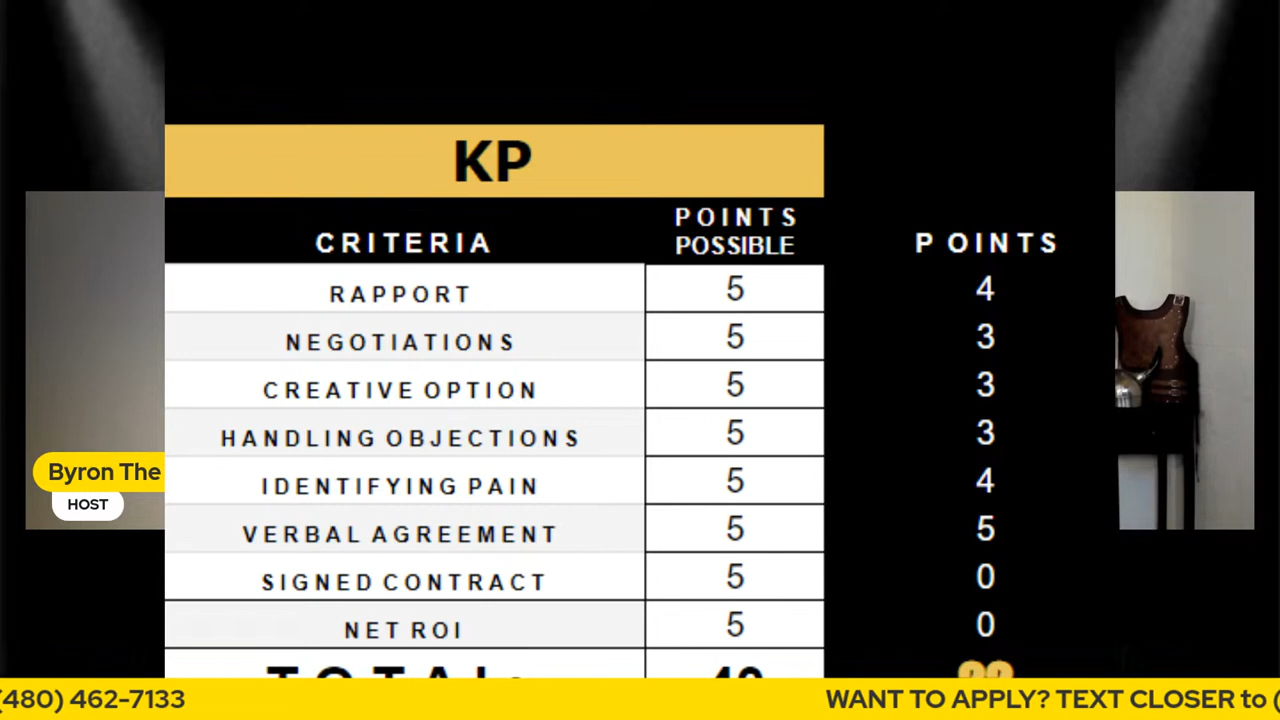 KP
CRITERIA
POINTS
POSSIBLE
POINTS
RAPPORT 5 4
NEGOTIATIONS 5 3
CREATIVE OPTION 5 3
HANDLING OBJECTIONS 5 3
IDENTIFYING PAIN 5 4
VERBAL AGREEMENT 5 5
SIGNED CONTRACT 5 0
NET ROI 5 0
Byron The
HOST
(480) 462-7133
WANT TO APPLY? TEXT CLOSER to (